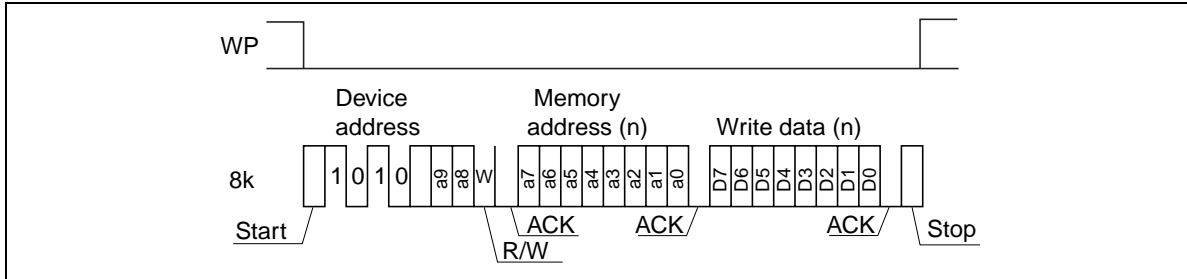 WP
Device Memory
address address (n) Write data (n)
8k 1 0 1 0 a9 a8 W a7 a6 a5 a4 a3 a2 a1 a0 D7 D6 D5 D4 D3 D2 D1 D0
Start ACK ACK ACK Stop
R/W